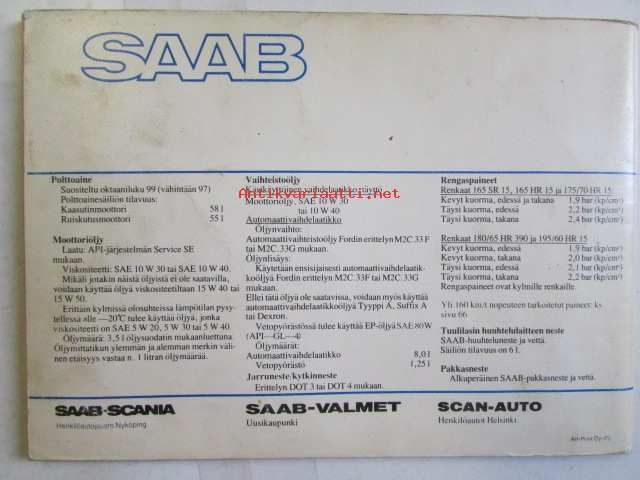 SAAB
Polttoaine
Suositeltu oktaaniluku 99 (vähintään 97)
Polttoainesäiliön tilavuus:
Kaasutinmoottori 58 l
Ruiskutusmoottori 55 l
Moottoriöljy
Laatu: API-järjestelmän Service SE
mukaan.
Viskositeetti: SAE 10 W 30 tai SAE 10 W 40.
Mikäli jotakin näistä öljyistä ei ole saatavilla,
voidaan käyttää öljyä viskositeetiltaan 15 W 40 tai
15 W 50.
Erittäin kylmissä olosuhteissa lämpötilan pysy-
tellessä alle —20°C tulee käyttää öljyä, jonka
viskositeetti on SAE 5 W 20, 5 W 30 tai 5 W 40.
Öljymäärä: 3,5 l öljysuodatin mukaanluettuna.
Öljymittatikun ylemmän ja alemman merkin välin-
nen etäisyys vastaa n. 1 litran öljymäärää.
Vaihteistoöljy
Käsikäyttöinen vaihdelaatikko, täyttö
Moottoriöljy, SAE 10 W 30
tai 10 W 40
Automaattivaihdelaatikko
Öljynvaihto:
Automaattivaihteistoöljy Fordin erittelyn M2C 33 F
tai M2C 33G mukaan.
Öljynlisäys:
Käytetään ensisijaisesti automaattivaihdelaatik-
koöljyä Fordin erittelyn M2C 33F tai M2C 33G
mukaan.
Ellei tätä öljyä ole saatavissa, voidaan myös käyttää
automaattivaihdelaatikkoöljyä Tyyppi A, Suffix A
tai Dexron.
Vetopyörästössä tulee käyttää EP-öljyä SAE 80 W
(API—GL—4)
Öljymäärät:
Automaattivaihdelaatikko 8,0 l
Vetopyörästö 1,25 l
Jarruneste/kytkinneste
Erittelyn DOT 3 tai DOT 4 mukaan.
Rengaspaineet
Renkaat 165 SR 15, 165 HR 15 ja 175/70 HR 15:
Kevyt kuorma, edessä ja takana 1,9 bar (kp/cm²)
Täysi kuorma, edessä 2,2 bar (kp/cm²)
Täysi kuorma, takana 2,4 bar (kp/cm²)
Renkaat 180/65 HR 390 ja 195/60 HR 15 :
Kevyt kuorma, edessä 1,9 bar (kp/cm²)
Kevyt kuorma, takana 2,0 bar (kp/cm²)
Täysi kuorma, edessä 2,1 bar (kp/cm²)
Täysi kuorma, takana 2,2 bar (kp/cm²)
Rengaspaineet ovat kylmille renkaille.
Yli 160 km/t nopeuteen tarkoitetut paineet: ks.
sivu 66
Tuulilasin huuhtelulaitteen neste
SAAB-huuhteluneste ja vettä.
Säiliön tilavuus on 6 l.
Pakkasneste
Alkuperäinen SAAB-pakkasneste ja vettä.
Antikvariaatti.net
SAAB-SCANIA
Henkilöautojaosto Nyköping
SAAB-VALMET
Uusikaupunki
SCAN-AUTO
Henkilöautot Helsinki